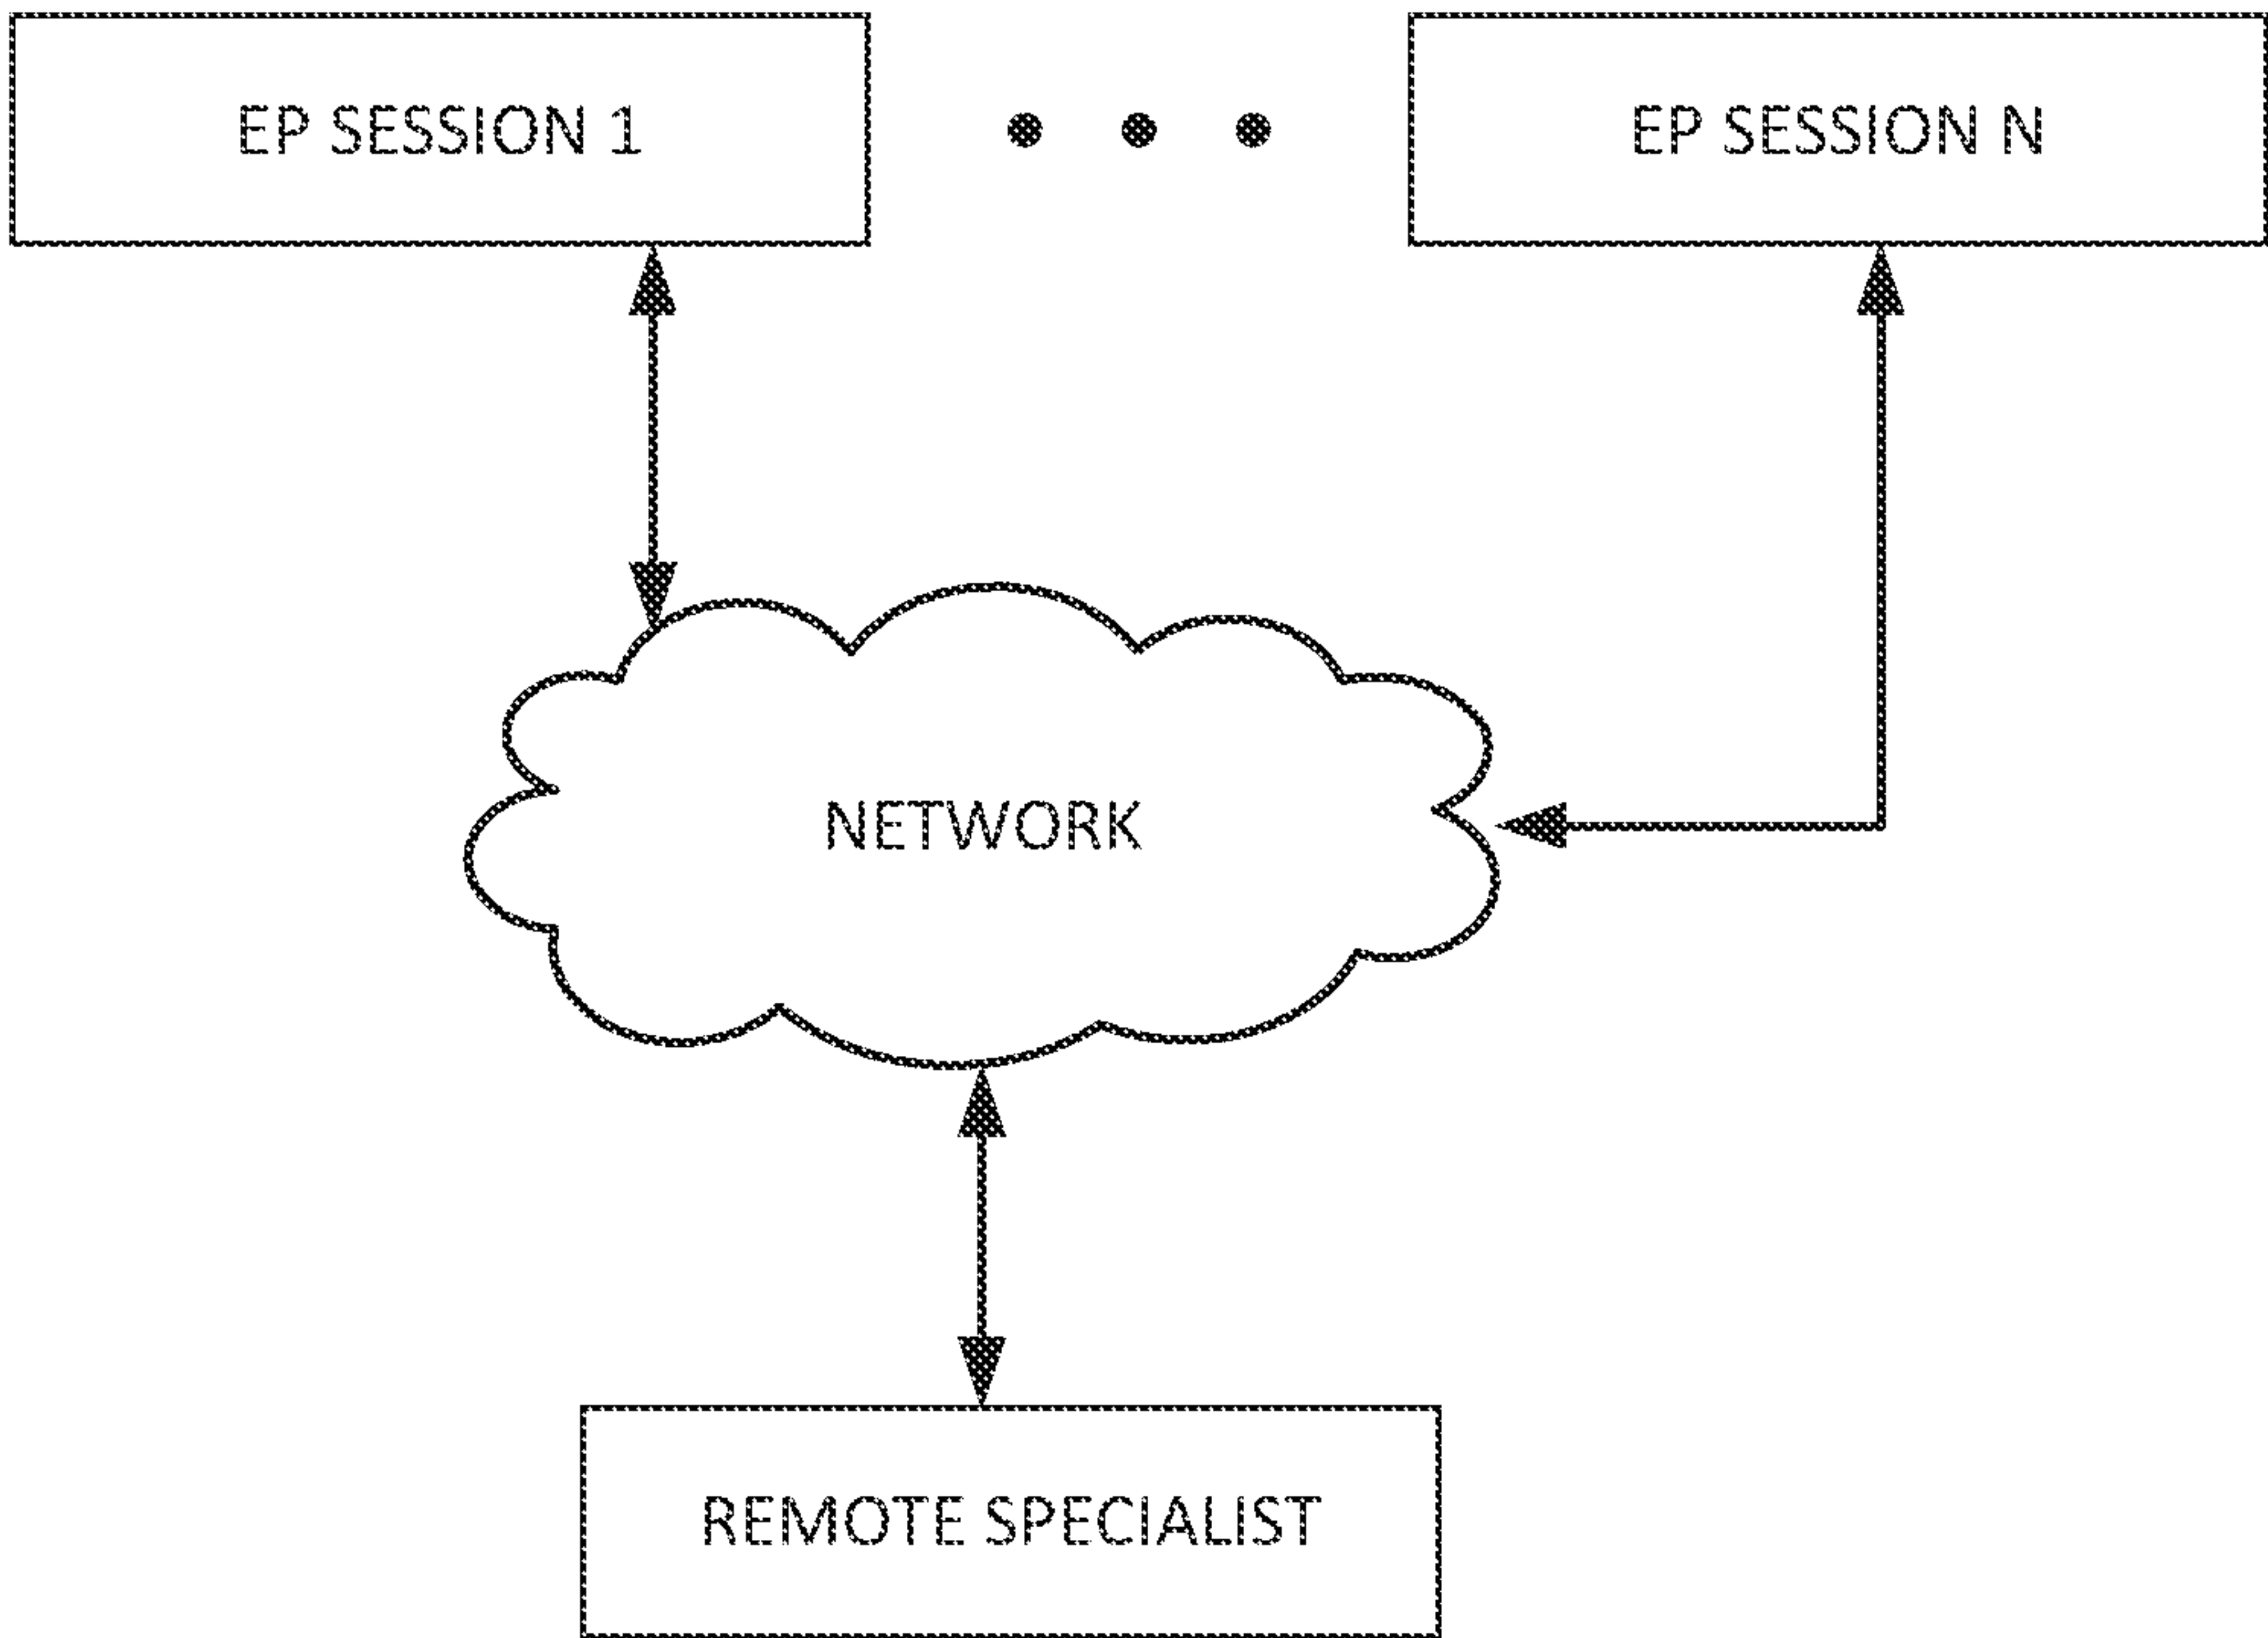 EP SESSION 1
EP SESSION N
NETWORK
REMOTE SPECIALIST